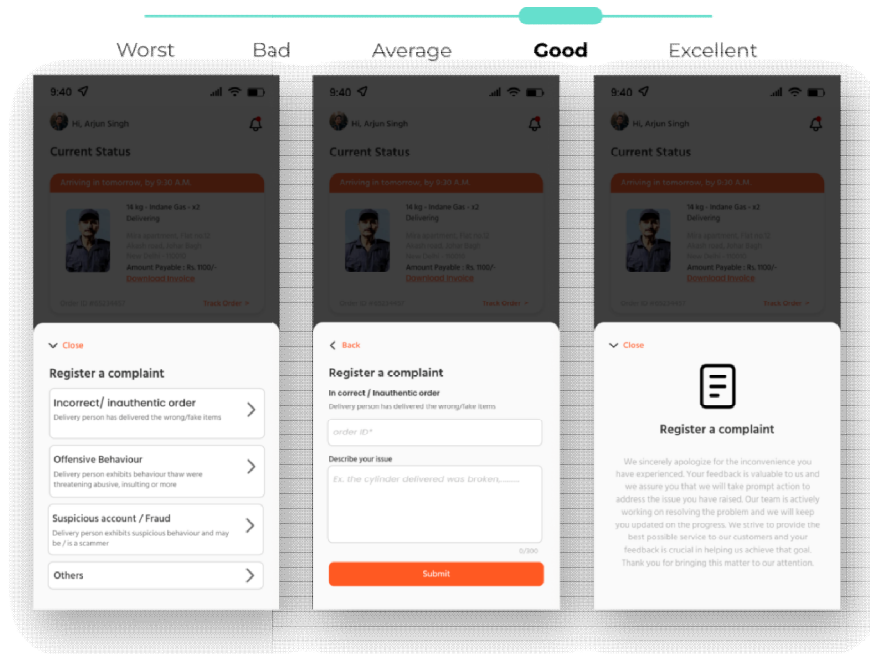 Worst Bad Average Good Excellent
9:40
Hi, Arjun Singh
Current Status
Arriving in tomorrow, by 9:30 A.M.
14 kg - Indane Gas - x2
Delivering
Amount Payable : Rs. 1100/-
Download Invoice
Track Order
Close
Register a complaint
Incorrect/ inauthentic order
Delivery person has delivered the wrong/fake items
Offensive Behaviour
Delivery person exhibits behaviour thaw were
threatening abusive, insulting or more
Suspicious account / Fraud
Delivery person exhibits suspicious behaviour and may
be / is a scammer
Others
9:40
Hi, Arjun Singh
Current Status
Arriving in tomorrow, by 9:30 A.M.
14 kg - Indane Gas - x2
Delivering
Amount Payable : Rs. 1100/-
Download Invoice
Track Order
Back
Register a complaint
In correct / Inauthentic order
Delivery person has delivered the wrong/fake items
order ID*
Describe your issue
Ex. the cylinder delivered was broken,........
0/300
Submit
9:40
Hi, Arjun Singh
Current Status
Arriving in tomorrow, by 9:30 A.M.
14 kg - Indane Gas - x2
Delivering
Amount Payable : Rs. 1100/-
Download Invoice
Track Order
Close
Register a complaint
We sincerely apologize for the inconvenience you
have experienced. Your feedback is valuable to us and
we assure you that we will take prompt action to
address the issue you have raised. Our team is actively
working on resolving the problem and we will keep
you updated on the progress. We strive to provide the
best possible service to our customers and your
feedback is crucial in helping us achieve that goal.
Thank you for bringing this matter to our attention.